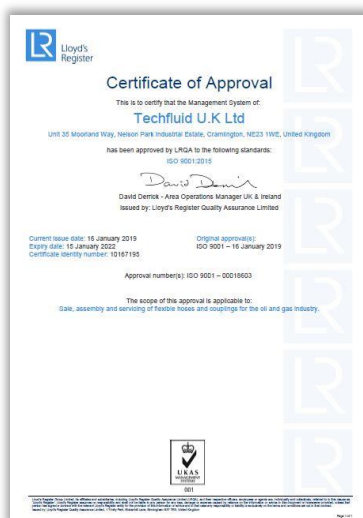 LR
Lloyd's
Register
Certificate of Approval
This is to certify that the Management System of:
Techfluid U.K Ltd
Unit 35 Moorland Way, Nelson Park Industrial Estate, Cramlington, NE23 1WE, United Kingdom
has been approved by LRQA to the following standards:
ISO 9001:2015
David Derrick - Area Operations Manager UK & Ireland
Issued by: Lloyd's Register Quality Assurance Limited
Current issue date: 16 January 2019
Expiry date: 15 January 2022
Certificate identity number: 10167195
Original approval(s):
ISO 9001 – 16 January 2019
Approval number(s): ISO 9001 – 00016603
The scope of this approval is applicable to:
Sale, assembly and servicing of flexible hoses and couplings for the oil and gas industry.
UKAS
MANAGEMENT
SYSTEMS
001
Page 1 of 1